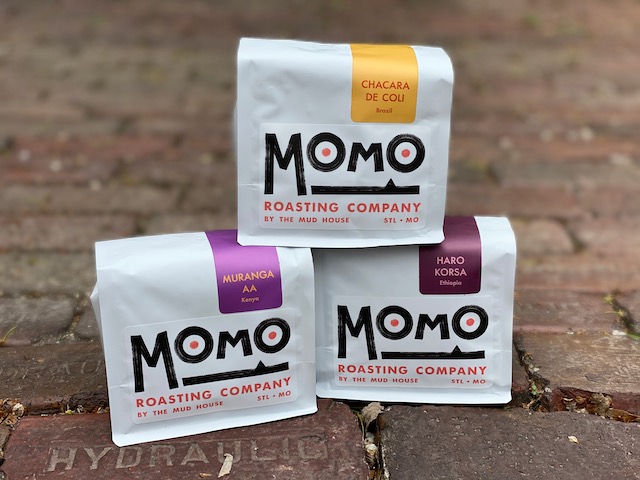 CHACARA
DE COLI
Brazil
MOMO
ROASTING COMPANY
BY THE MUD HOUSE STL • MO
MURANGA
AA
Kenya
MOMO
ROASTING COMPANY
BY THE MUD HOUSE STL • MO
HARO
KORSA
Ethiopia
MOMO
ROASTING COMPANY
BY THE MUD HOUSE STL • MO
HYDRAULIC